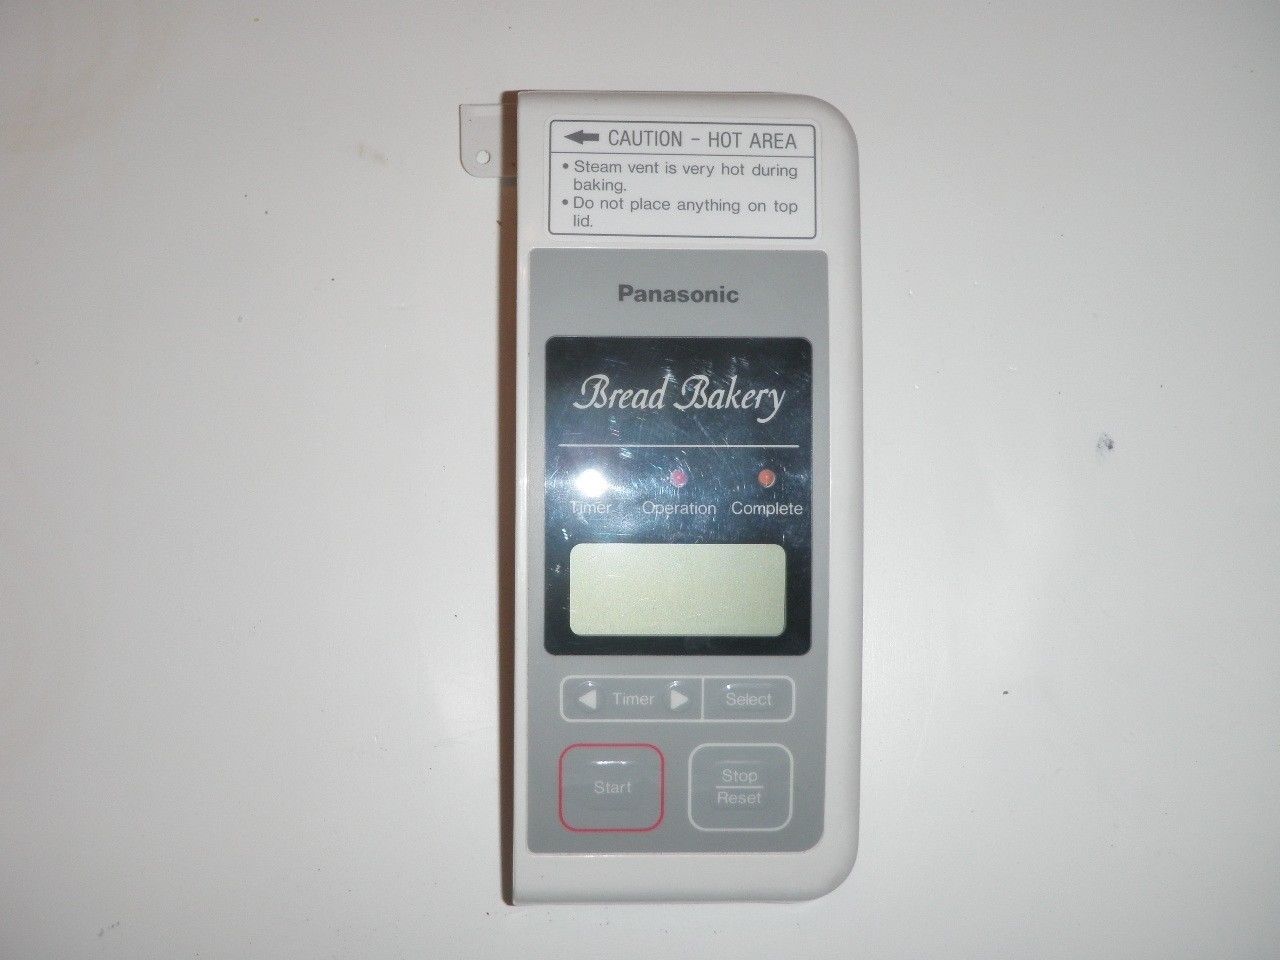 CAUTION - HOT AREA
• Steam vent is very hot during
baking.
• Do not place anything on top
lid.
Panasonic
Bread Bakery
Timer Operation Complete
Timer Select
Start
Stop
Reset